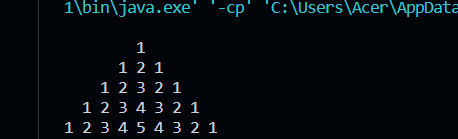 1\bin\java.exe' '-cp' 'C:\Users\Acer\AppData
1
1 2 1
1 2 3 2 1
1 2 3 4 3 2 1
1 2 3 4 5 4 3 2 1